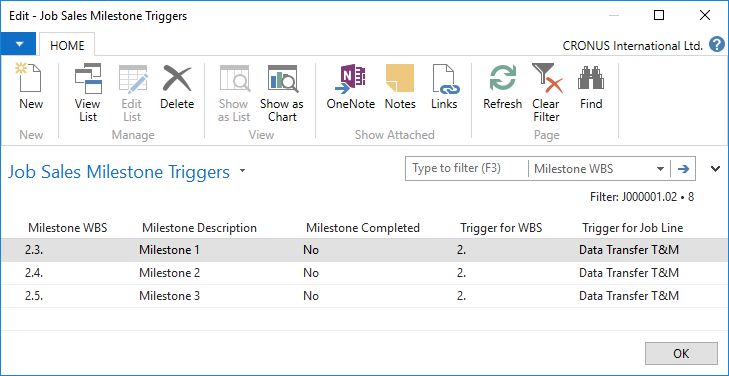 Edit - Job Sales Milestone Triggers
HOME
CRONUS International Ltd.
New
View List
Edit List
Delete
Show as List
Show as Chart
OneNote
Notes
Links
Refresh
Clear Filter
Find
New
Manage
View
Show Attached
Page
Job Sales Milestone Triggers
Type to filter (F3)
Milestone WBS
Filter: J000001.02 • 8
Milestone WBS Milestone Description Milestone Completed Trigger for WBS Trigger for Job Line
2.3. Milestone 1 No 2. Data Transfer T&M
2.4. Milestone 2 No 2. Data Transfer T&M
2.5. Milestone 3 No 2. Data Transfer T&M
OK